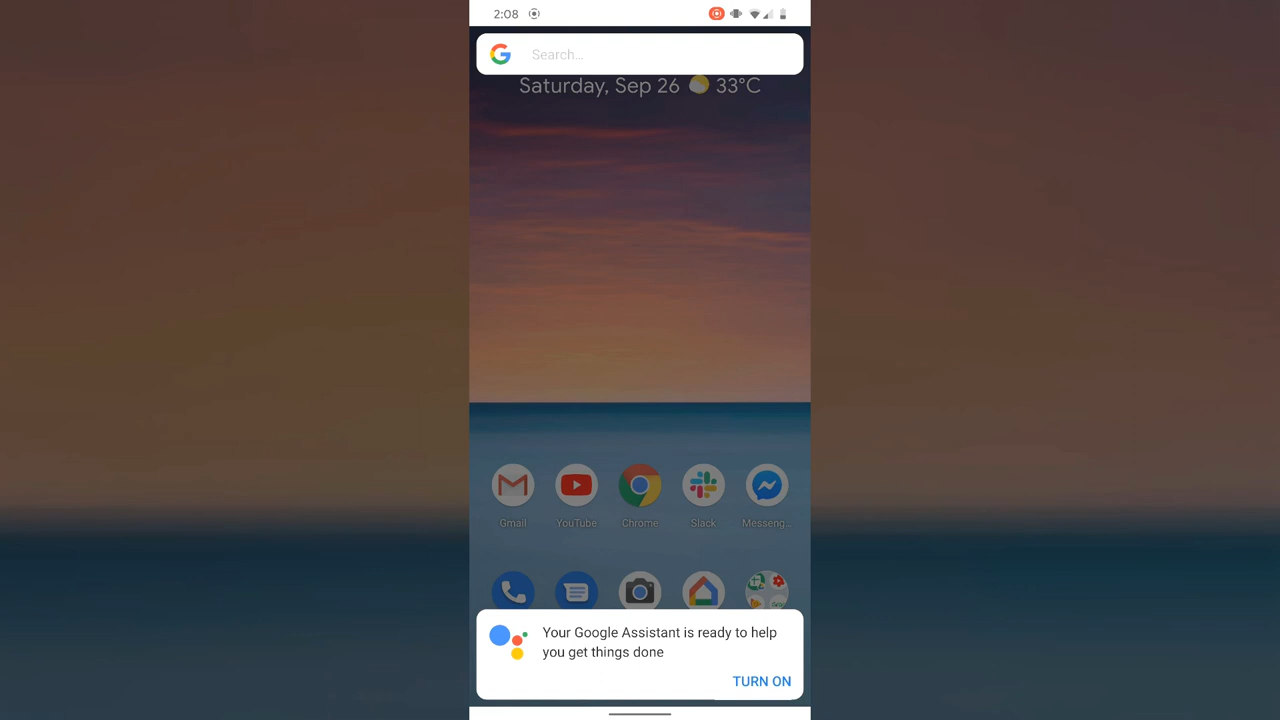 2:08
Search...
Saturday, Sep 26 33°C
Gmail YouTube Chrome Slack Messeng...
Your Google Assistant is ready to help
you get things done
TURN ON